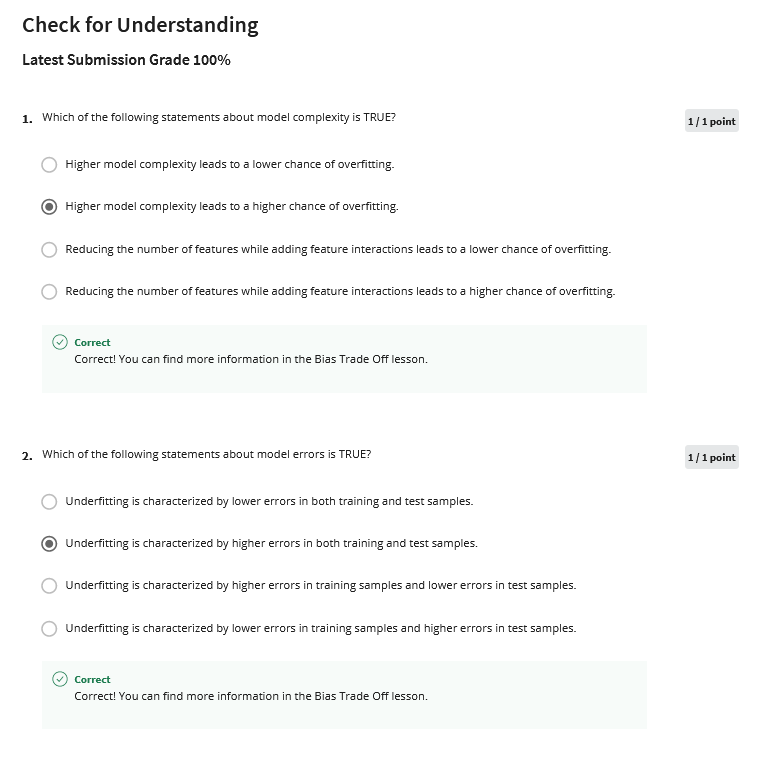 Check for Understanding
Latest Submission Grade 100%
1. Which of the following statements about model complexity is TRUE?
1 / 1 point
Higher model complexity leads to a lower chance of overfitting.
Higher model complexity leads to a higher chance of overfitting.
Reducing the number of features while adding feature interactions leads to a lower chance of overfitting.
Reducing the number of features while adding feature interactions leads to a higher chance of overfitting.
Correct
Correct! You can find more information in the Bias Trade Off lesson.
2. Which of the following statements about model errors is TRUE?
1 / 1 point
Underfitting is characterized by lower errors in both training and test samples.
Underfitting is characterized by higher errors in both training and test samples.
Underfitting is characterized by higher errors in training samples and lower errors in test samples.
Underfitting is characterized by lower errors in training samples and higher errors in test samples.
Correct
Correct! You can find more information in the Bias Trade Off lesson.